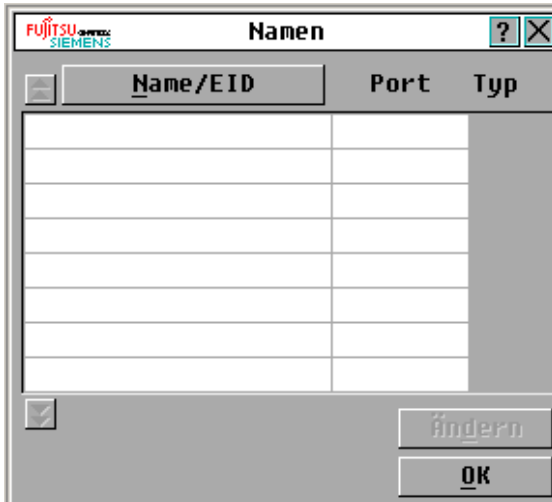 FUJITSU
SIEMENS
Namen
?
Name/EID Port Typ
Ändern
OK